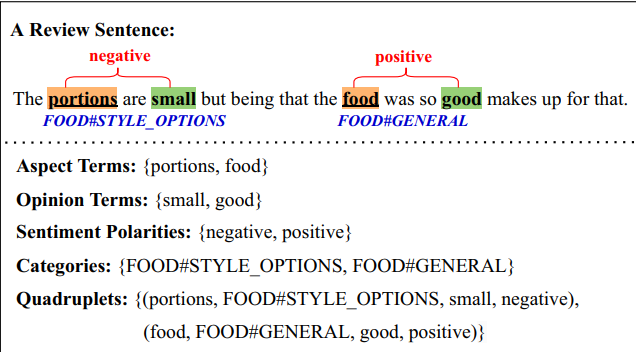 A Review Sentence:
negative positive
The portions are small but being that the food was so good makes up for that.
FOOD#STYLE_OPTIONS FOOD#GENERAL
Aspect Terms: {portions, food}
Opinion Terms: {small, good}
Sentiment Polarities: {negative, positive}
Categories: {FOOD#STYLE_OPTIONS, FOOD#GENERAL}
Quadruplets: {(portions, FOOD#STYLE_OPTIONS, small, negative),
(food, FOOD#GENERAL, good, positive)}